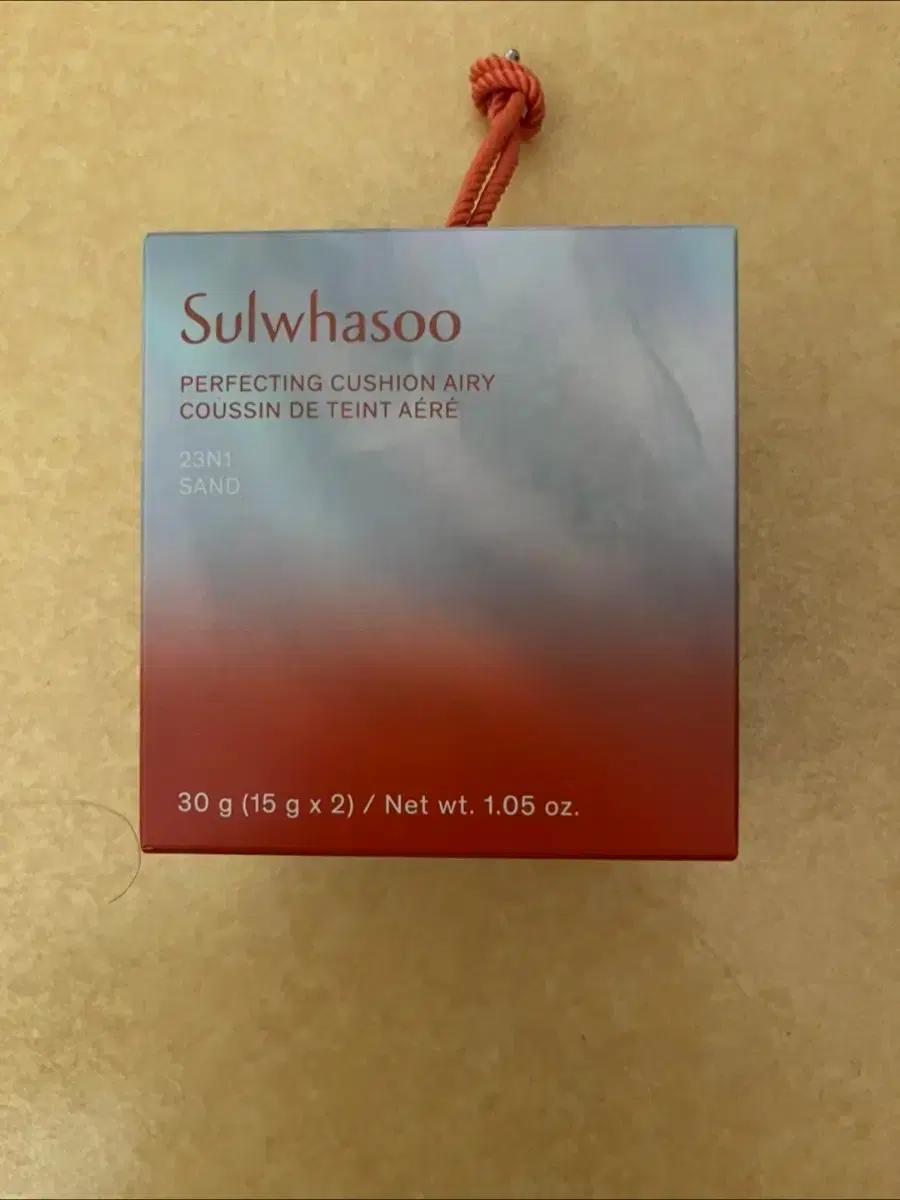 Sulwhasoo
PERFECTING CUSHION AIRY
COUSSIN DE TEINT AÉRÉ
23N1
SAND
30 g (15 g x 2) / Net wt. 1.05 oz.